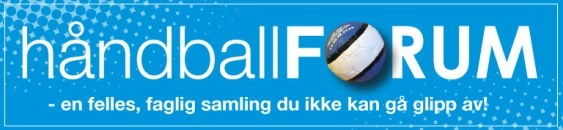 håndballFORUM
- en felles, faglig samling du ikke kan gå glipp av!